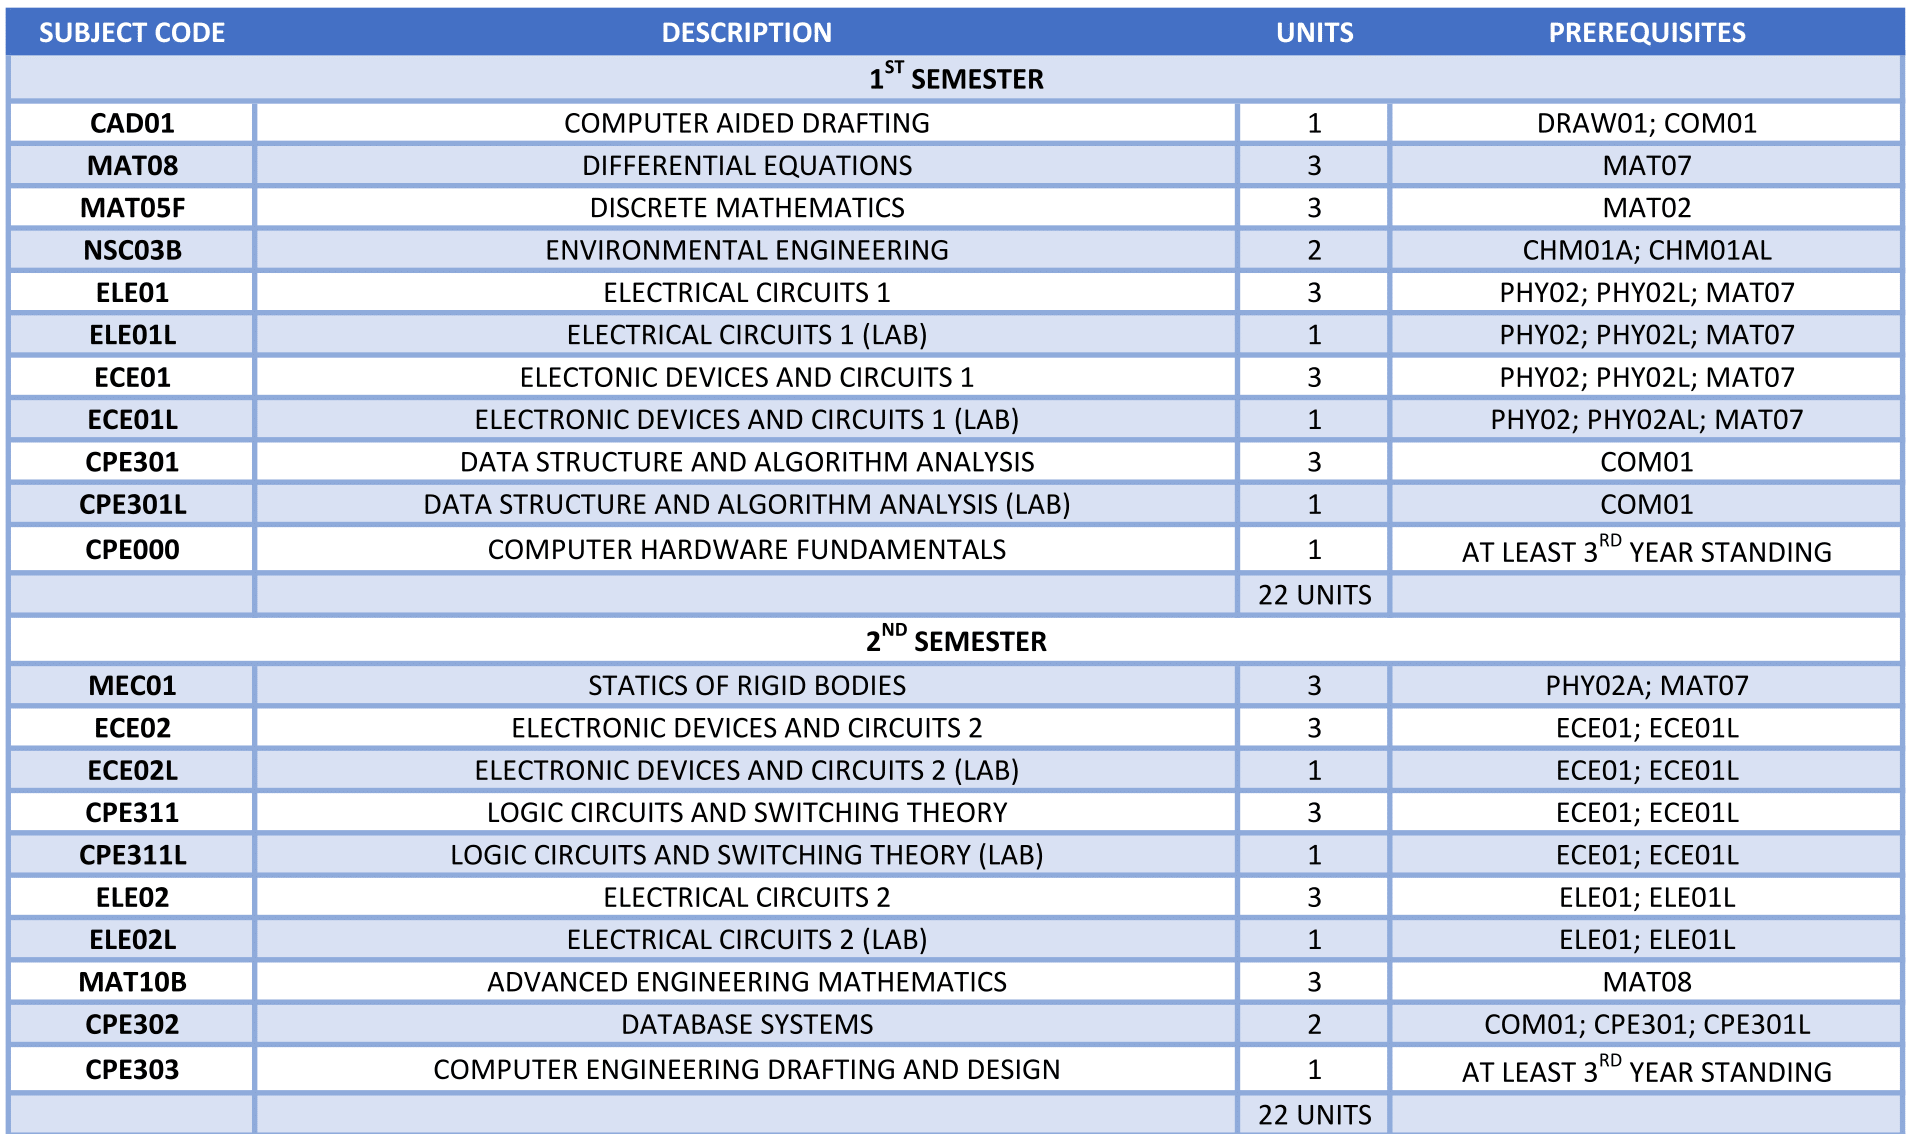 SUBJECT CODE DESCRIPTION UNITS PREREQUISITES
1ST SEMESTER
CAD01 COMPUTER AIDED DRAFTING 1 DRAW01; COM01
MAT08 DIFFERENTIAL EQUATIONS 3 MAT07
MAT05F DISCRETE MATHEMATICS 3 MAT02
NSC03B ENVIRONMENTAL ENGINEERING 2 CHM01A; CHM01AL
ELE01 ELECTRICAL CIRCUITS 1 3 PHY02; PHY02L; MAT07
ELE01L ELECTRICAL CIRCUITS 1 (LAB) 1 PHY02; PHY02L; MAT07
ECE01 ELECTONIC DEVICES AND CIRCUITS 1 3 PHY02; PHY02L; MAT07
ECE01L ELECTRONIC DEVICES AND CIRCUITS 1 (LAB) 1 PHY02; PHY02AL; MAT07
CPE301 DATA STRUCTURE AND ALGORITHM ANALYSIS 3 COM01
CPE301L DATA STRUCTURE AND ALGORITHM ANALYSIS (LAB) 1 COM01
CPE000 COMPUTER HARDWARE FUNDAMENTALS 1 AT LEAST 3RD YEAR STANDING
22 UNITS
2ND SEMESTER
MEC01 STATICS OF RIGID BODIES 3 PHY02A; MAT07
ECE02 ELECTRONIC DEVICES AND CIRCUITS 2 3 ECE01; ECE01L
ECE02L ELECTRONIC DEVICES AND CIRCUITS 2 (LAB) 1 ECE01; ECE01L
CPE311 LOGIC CIRCUITS AND SWITCHING THEORY 3 ECE01; ECE01L
CPE311L LOGIC CIRCUITS AND SWITCHING THEORY (LAB) 1 ECE01; ECE01L
ELE02 ELECTRICAL CIRCUITS 2 3 ELE01; ELE01L
ELE02L ELECTRICAL CIRCUITS 2 (LAB) 1 ELE01; ELE01L
MAT10B ADVANCED ENGINEERING MATHEMATICS 3 MAT08
CPE302 DATABASE SYSTEMS 2 COM01; CPE301; CPE301L
CPE303 COMPUTER ENGINEERING DRAFTING AND DESIGN 1 AT LEAST 3RD YEAR STANDING
22 UNITS